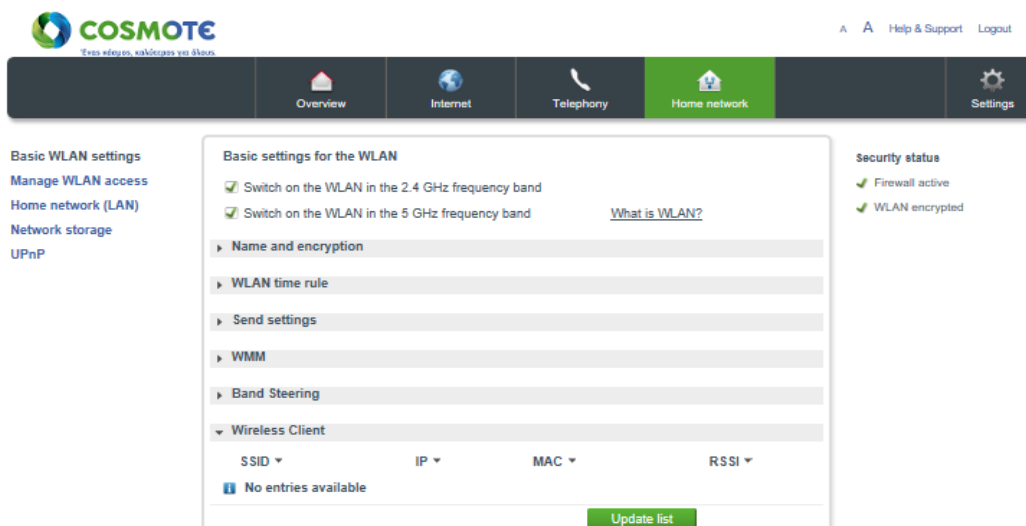 COSMOTE
Ένας κόσμος, καλύτερος για όλους.
A A Help & Support Logout
Overview
Internet
Telephony
Home network
Settings
Basic WLAN settings
Manage WLAN access
Home network (LAN)
Network storage
UPnP
Basic settings for the WLAN
Switch on the WLAN in the 2.4 GHz frequency band
Switch on the WLAN in the 5 GHz frequency band What is WLAN?
Name and encryption
WLAN time rule
Send settings
WMM
Band Steering
Wireless Client
SSID IP MAC RSSI
No entries available
Update list
Security status
Firewall active
WLAN encrypted